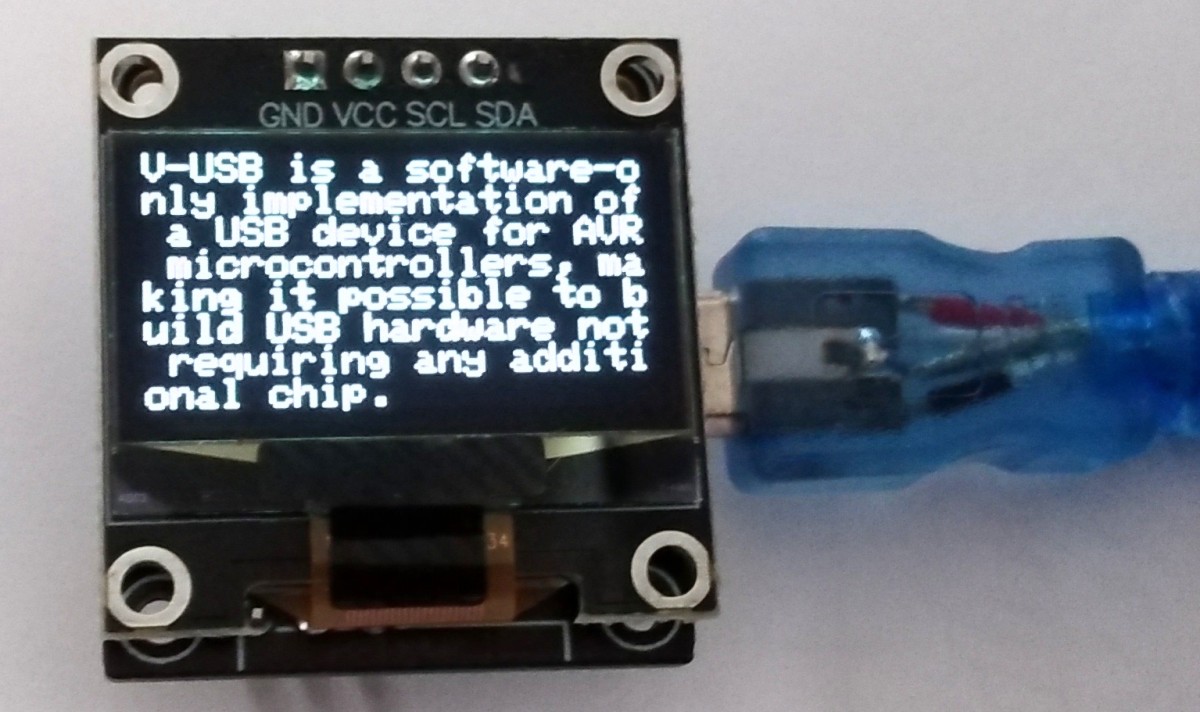 GND VCC SCL SDA
V-USB is a software-o
nly implementation of
 a USB device for AVR
 microcontrollers, ma
king it possible to b
uild USB hardware not
 requiring any additi
onal chip.
34